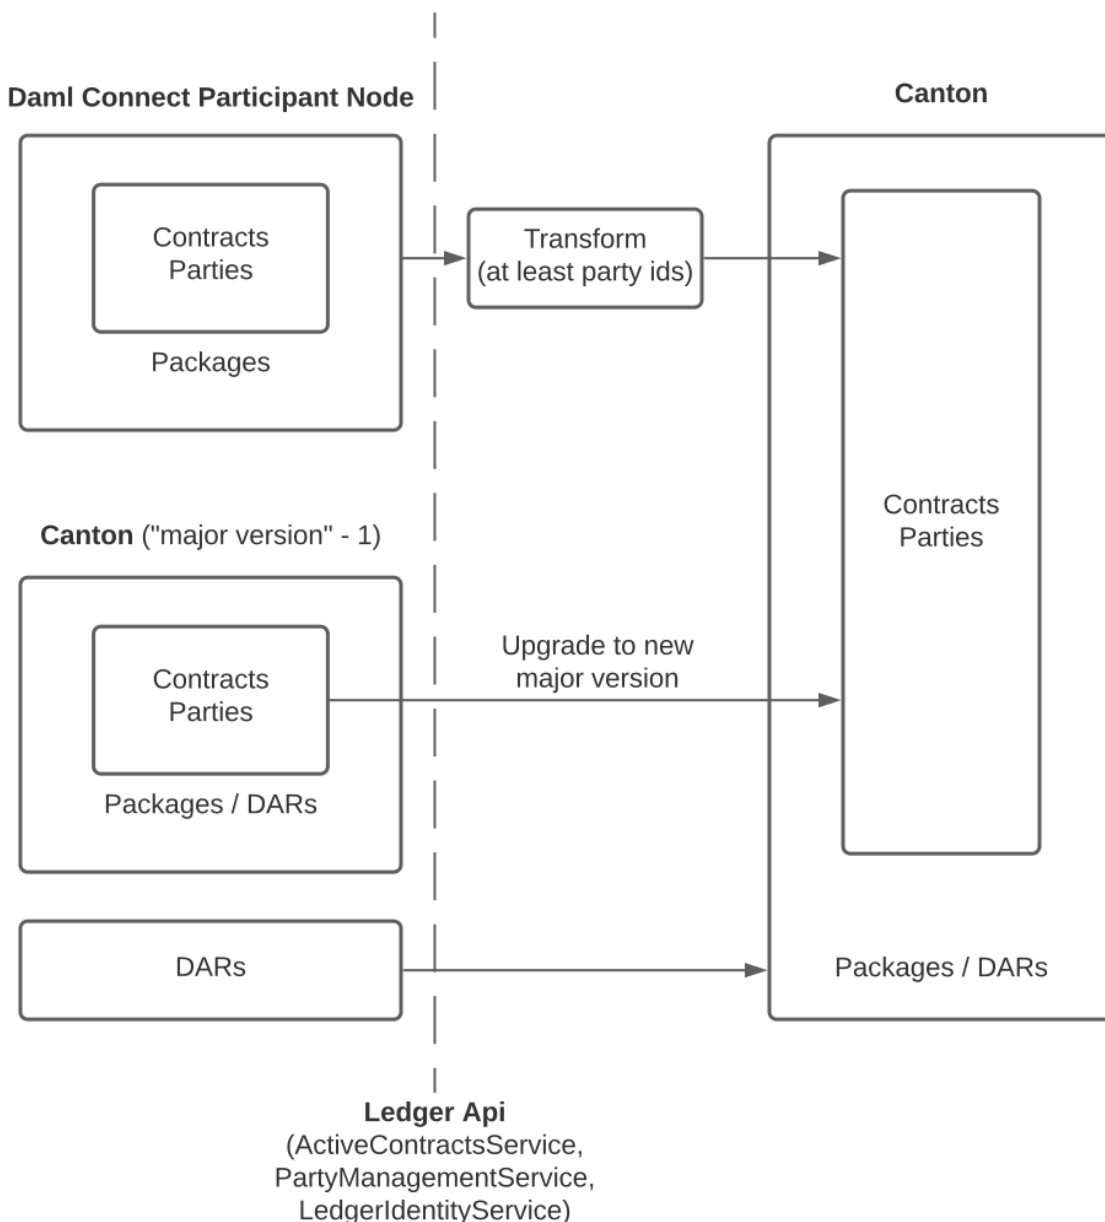 Daml Connect Participant Node
Contracts
Parties
Packages
Transform
(at least party ids)
Canton
Contracts
Parties
Packages / DARs
Canton ("major version" - 1)
Contracts
Parties
Packages / DARs
Upgrade to new
major version
DARs
Ledger Api
(ActiveContractsService,
PartyManagementService,
LedgerIdentityService)